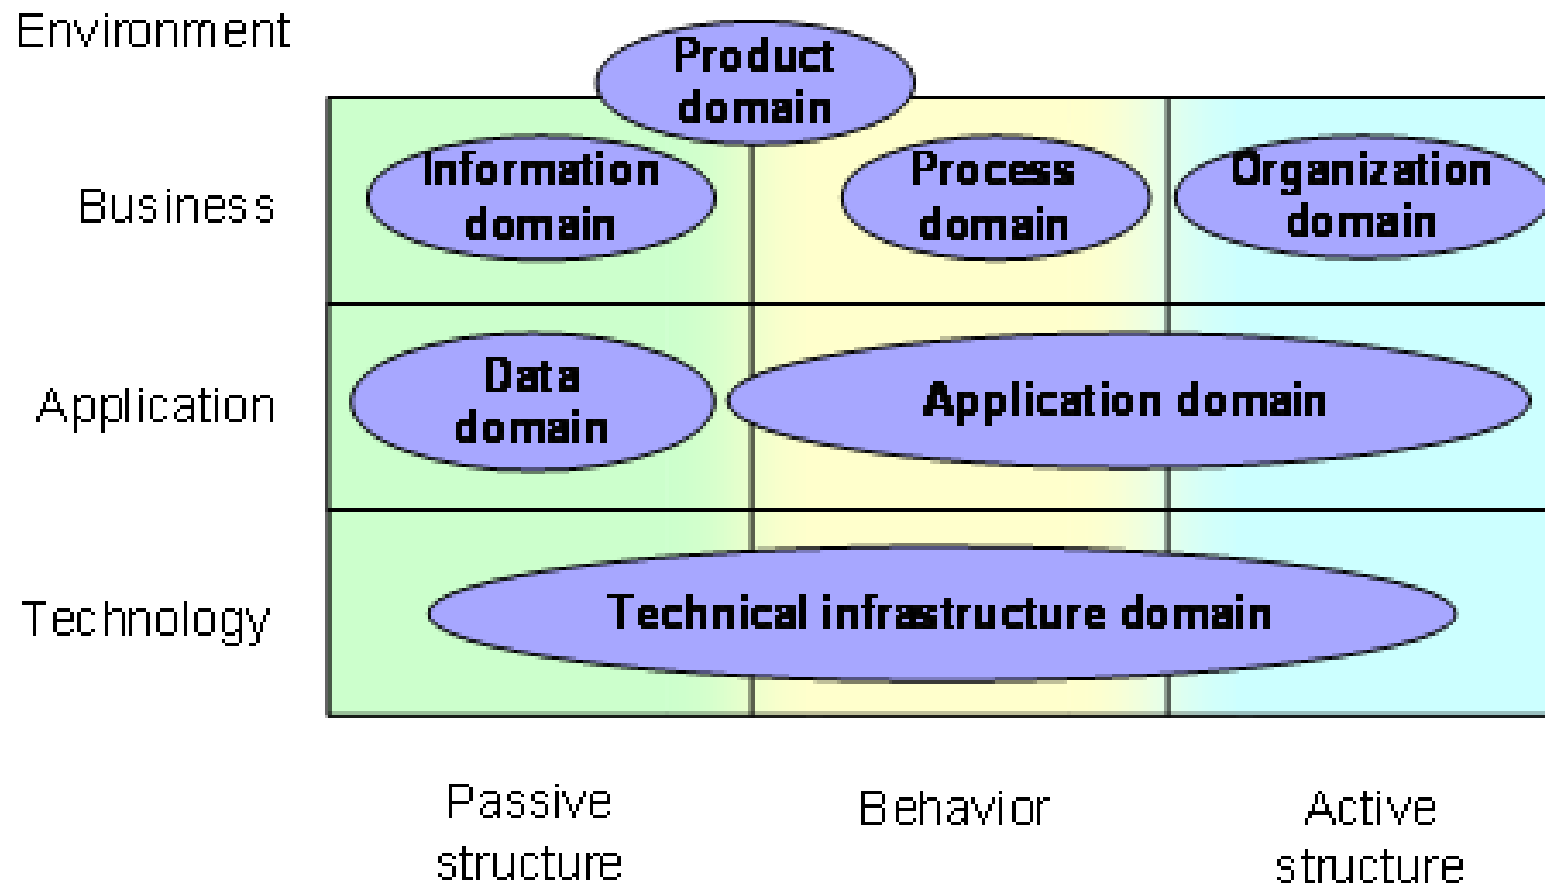 Environment
Product
domain
Business
Information
domain
Process
domain
Organization
domain
Application
Data
domain
Application domain
Technology
Technical infrastructure domain
Passive
structure
Behavior
Active
structure